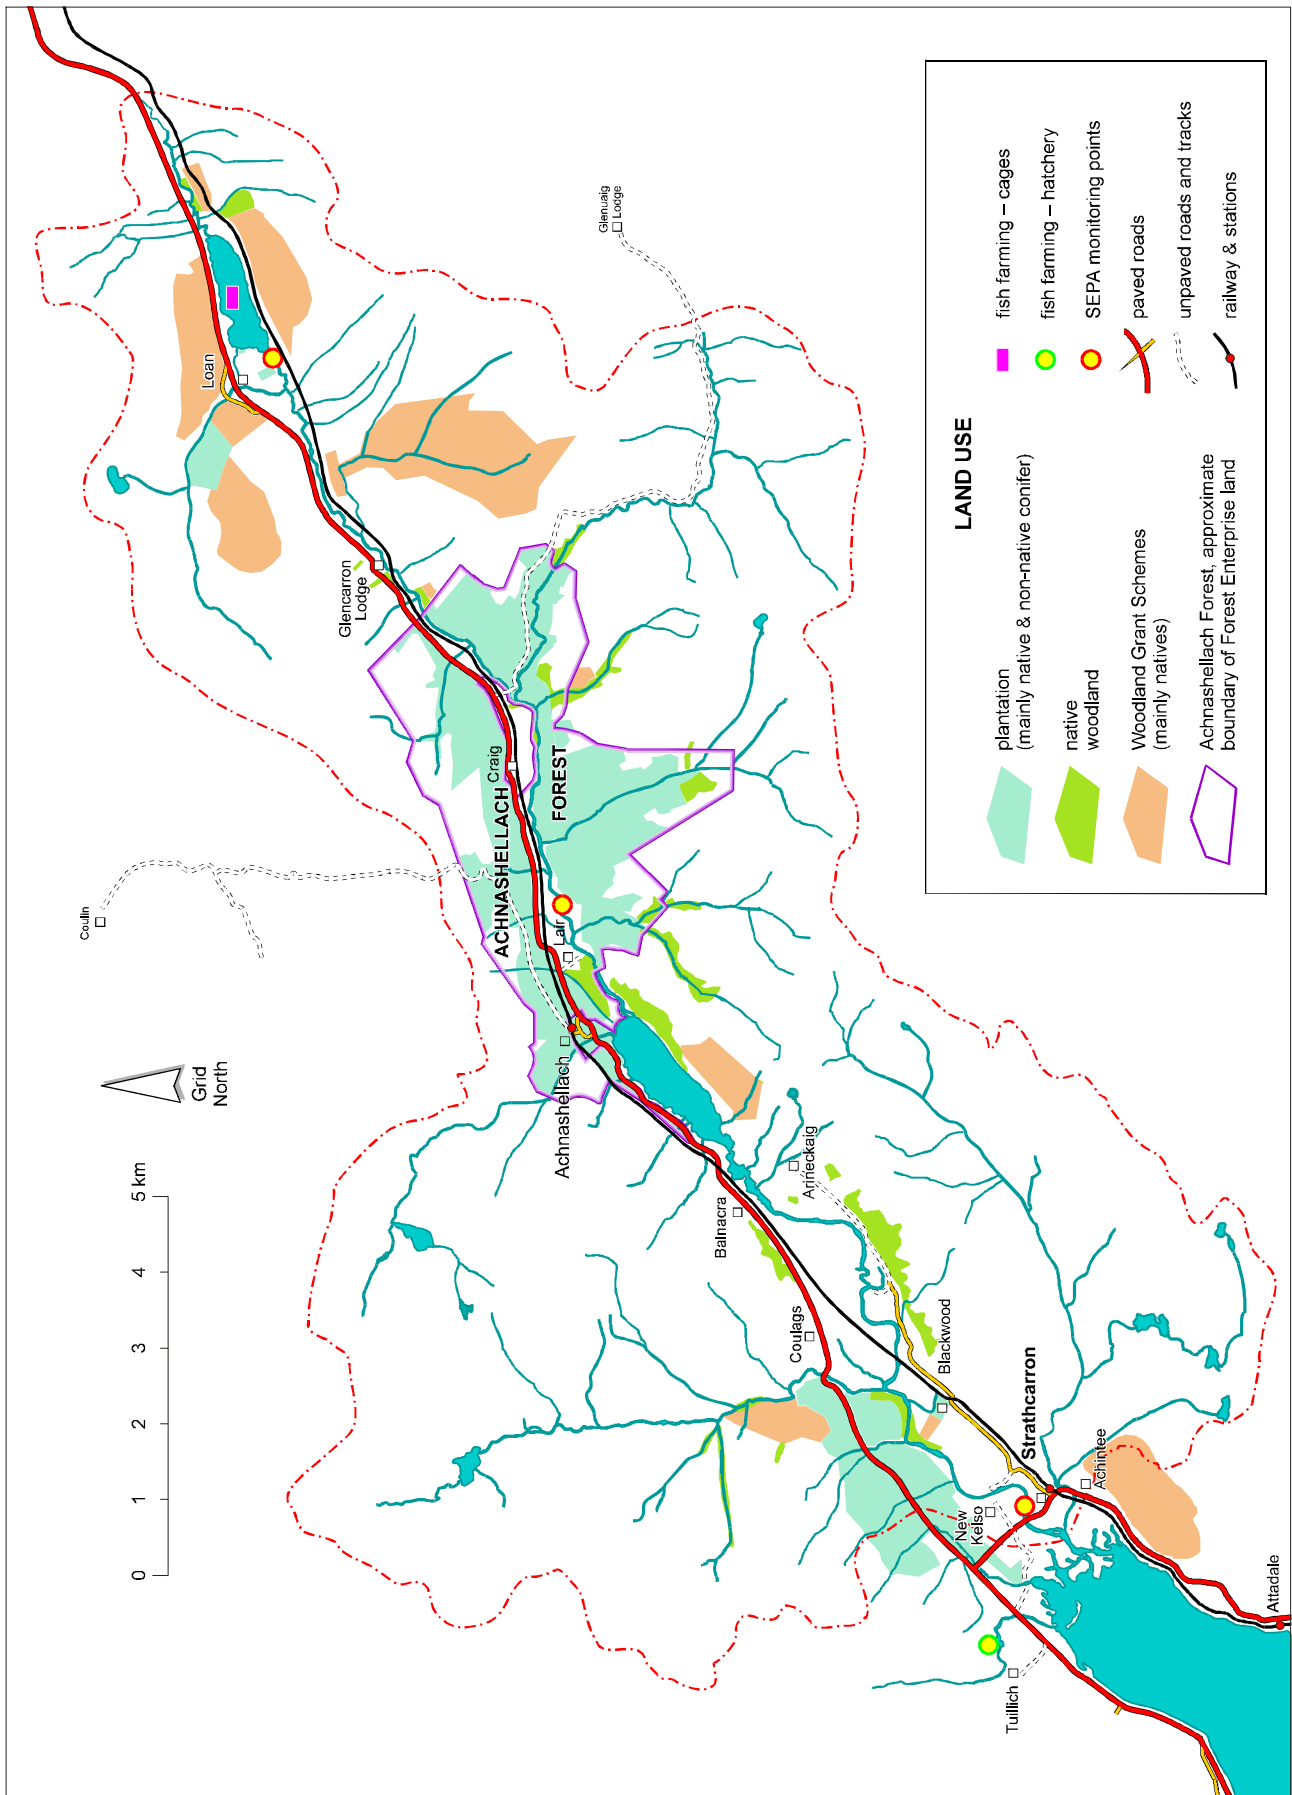 Grid
North
0
1
2
3
4
5 km
Coulin
Loan
Glenuaig
Lodge
Glencarron
Lodge
Craig
ACHNASHELLACH
FOREST
Lair
Achnashellach
Balnacra
Arineckaig
Coulags
Blackwood
Strathcarron
New
Kelso
Achintee
Tuillich
Attadale
LAND USE
plantation
(mainly native & non-native conifer)
native
woodland
Woodland Grant Schemes
(mainly natives)
Achnashellach Forest, approximate
boundary of Forest Enterprise land
fish farming – cages
fish farming – hatchery
SEPA monitoring points
paved roads
unpaved roads and tracks
railway & stations